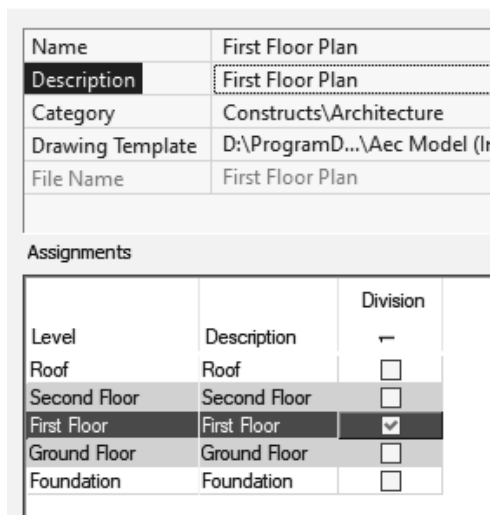 Name First Floor Plan
Description First Floor Plan
Category Constructs\Architecture
Drawing Template D:\ProgramD...\Aec Model (I
File Name First Floor Plan
Assignments
Division
Level Description 1
Roof Roof
Second Floor Second Floor
First Floor First Floor
Ground Floor Ground Floor
Foundation Foundation